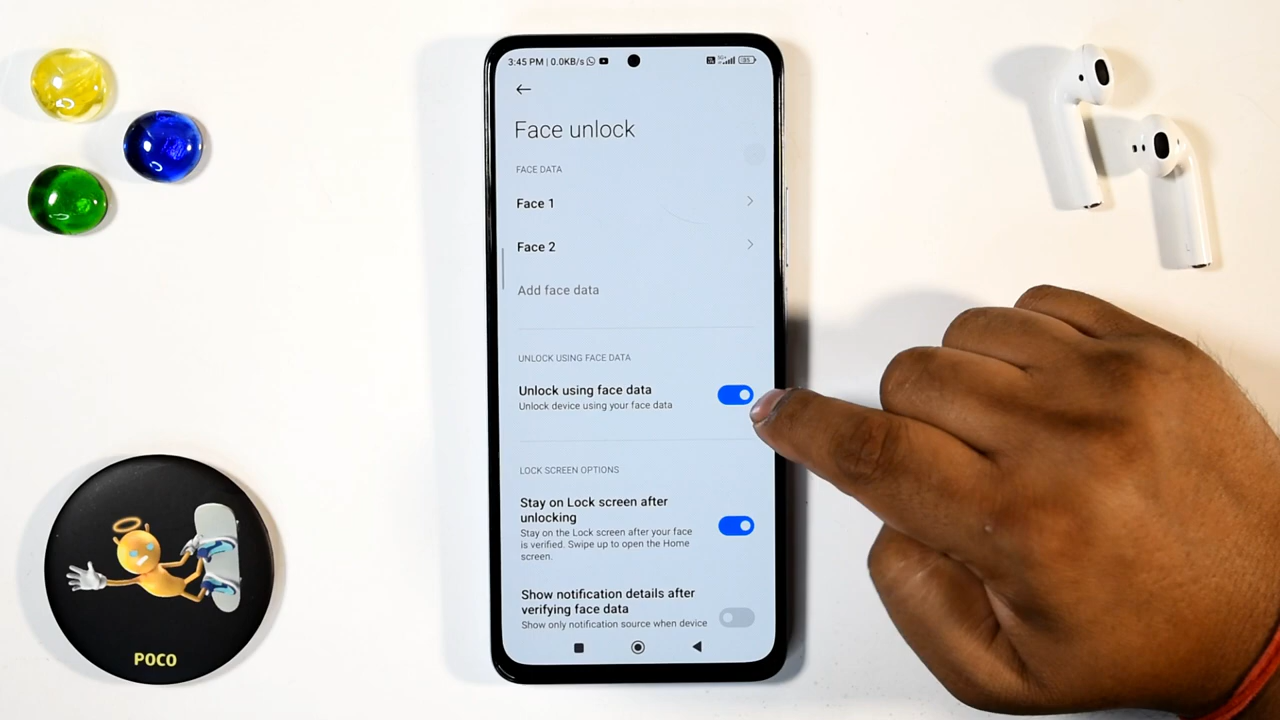 3:45 PM | 0.0KB/s
35
Face unlock
FACE DATA
Face 1
Face 2
Add face data
UNLOCK USING FACE DATA
Unlock using face data
Unlock device using your face data
LOCK SCREEN OPTIONS
Stay on Lock screen after
unlocking
Stay on the Lock screen after your face
is verified. Swipe up to open the Home
screen.
Show notification details after
verifying face data
Show only notification source when device
POCO